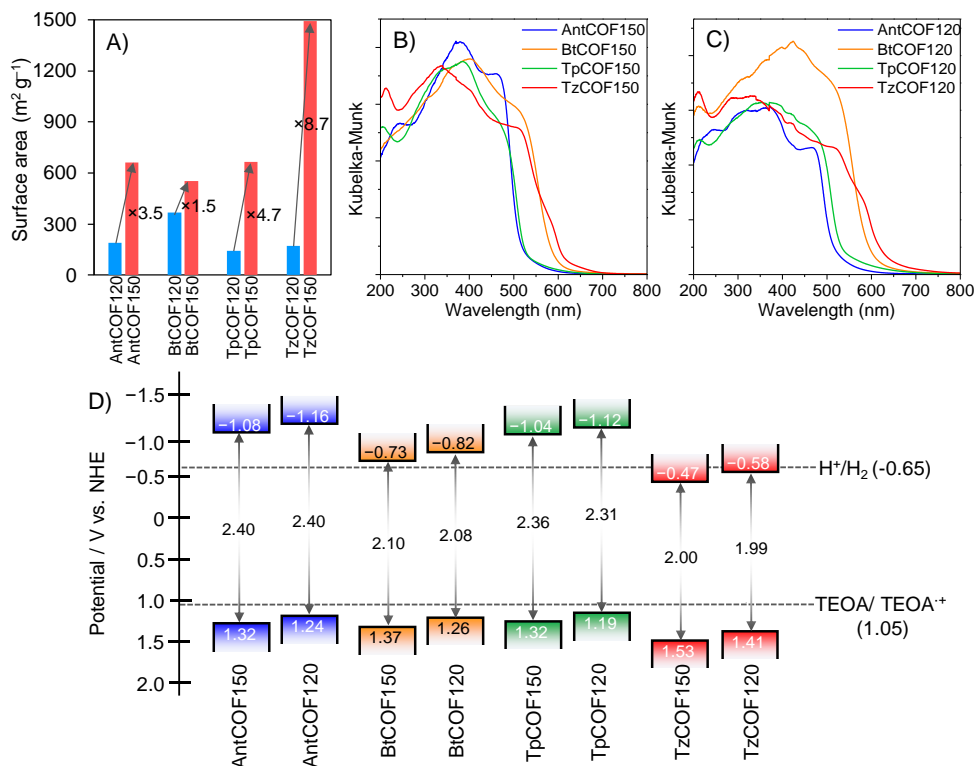 A)
Surface area (m² g⁻¹)
1500
1200
900
600
300
0
×3.5
×1.5
×4.7
×8.7
AntCOF120
AntCOF150
BtCOF120
BtCOF150
TpCOF120
TpCOF150
TzCOF120
TzCOF150
B)
AntCOF150
BtCOF150
TpCOF150
TzCOF150
Kubelka-Munk
200 300 400 500 600 700 800
Wavelength (nm)
C)
AntCOF120
BtCOF120
TpCOF120
TzCOF120
Kubelka-Munk
200 300 400 500 600 700 800
Wavelength (nm)
D)
Potential / V vs. NHE
−1.5
−1.0
−0.5
0
0.5
1.0
1.5
2.0
−1.08 −1.16 −0.73 −0.82 −1.04 −1.12 −0.47 −0.58
H⁺/H₂ (-0.65)
2.40 2.40 2.10 2.08 2.36 2.31 2.00 1.99
TEOA/ TEOA·⁺
(1.05)
1.32 1.24 1.37 1.26 1.32 1.19 1.53 1.41
AntCOF150
AntCOF120
BtCOF150
BtCOF120
TpCOF150
TpCOF120
TzCOF150
TzCOF120